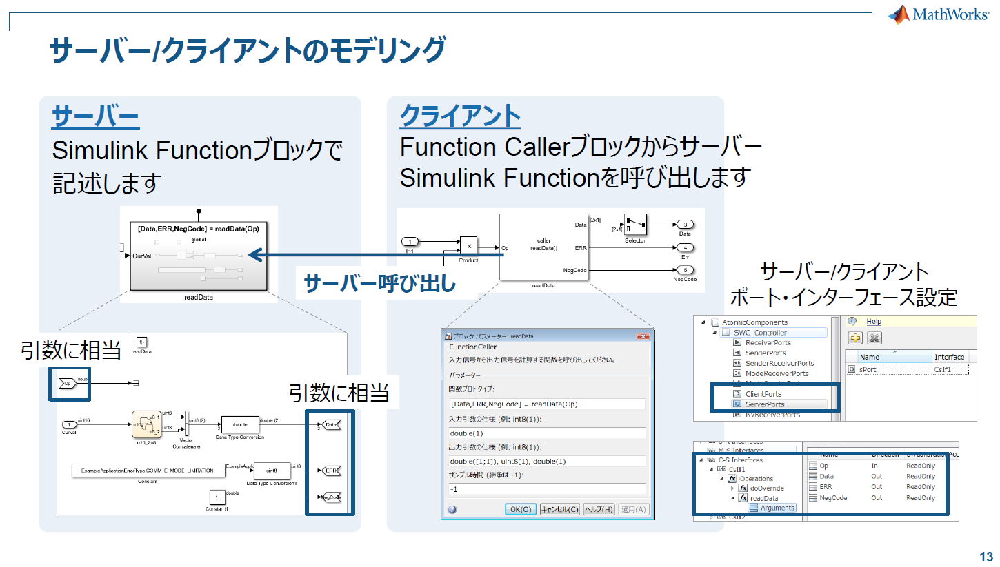 MathWorks®
サーバー/クライアントのモデリング
サーバー
Simulink Functionブロックで
記述します
[Data,ERR,NegCode] = readData(Op)
global
CurVal
readData
引数に相当
f()
readData
Op
double
引数に相当
1
CurVal
uint16
u16
u8_1
u8_2
u16_2u8
uint8
uint8
Vector
Concatenate
uint8 (2)
double
double (2)
Data Type Conversion
2
Data
2
ExampleApplicationErrorType.COMM_E_MODE_LIMITATION
Constant
ExampleApplic
uint8
uint8
Data Type Conversion1
ERR
1
double
Constant1
NegCode
クライアント
Function Callerブロックからサーバー
Simulink Functionを呼び出します
1
In1
×
Product
Op
caller
readData()
Data
ERR
NegCode
readData
[2x1]
[2x1]
Selector
3
Data
4
Err
5
NegCode
サーバー呼び出し
ブロック パラメーター: readData
FunctionCaller
入力信号から出力信号を計算する関数を呼び出してください。
パラメーター
関数プロトタイプ:
[Data,ERR,NegCode] = readData(Op)
入力引数の仕様 (例: int8(1)):
double(1)
出力引数の仕様 (例: int8(1)):
double([1;1]), uint8(1), double(1)
サンプル時間 (継承は -1):
-1
OK(O)
キャンセル(C)
ヘルプ(H)
適用(A)
サーバー/クライアント
ポート・インターフェース設定
AtomicComponents
SWC_Controller
ReceiverPorts
SenderPorts
SenderReceiverPorts
ModeReceiverPorts
ModeSenderPorts
ClientPorts
ServerPorts
NVReceiverPorts
Help
Name Interface
sPort CsIf1
S-R Interfaces
M-S Interfaces
C-S Interfaces
CsIf1
Operations
doOverride
readData
Arguments
CsIf2
Name Direction SwCalibrationAcc
Op In ReadOnly
Data Out ReadOnly
ERR Out ReadOnly
NegCode Out ReadOnly
13